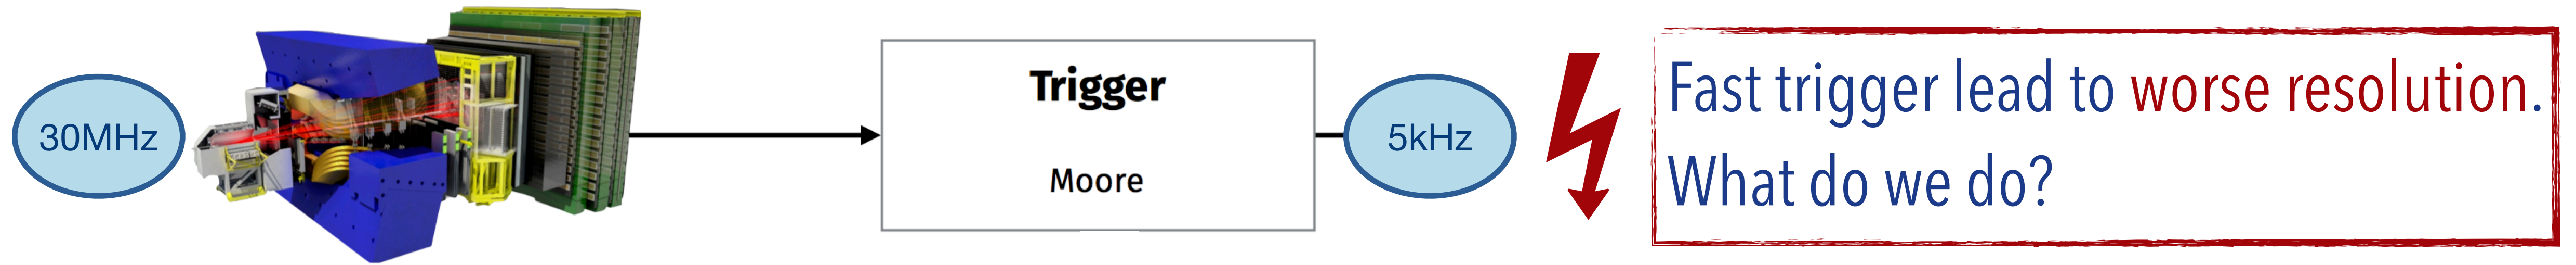 30MHz
Trigger
Moore
5kHz
Fast trigger lead to worse resolution.
What do we do?